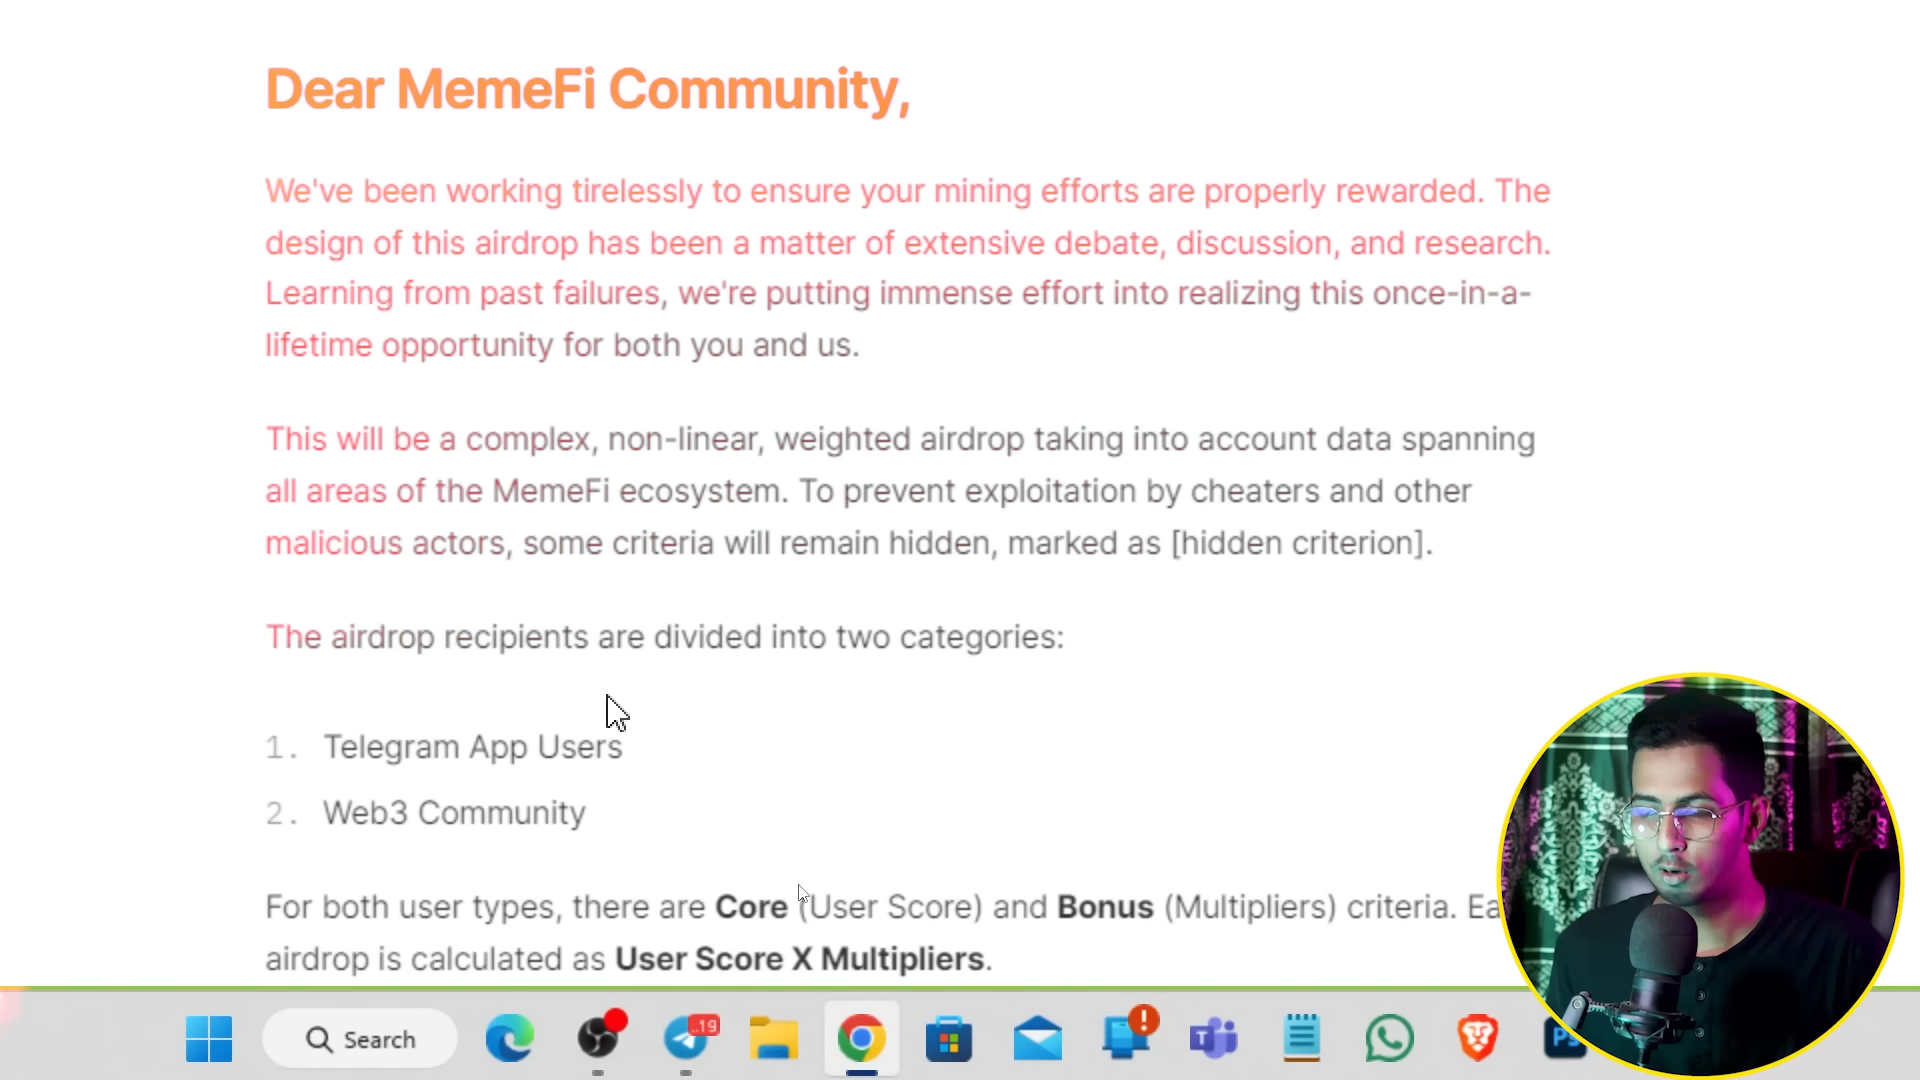 Dear MemeFi Community,
We've been working tirelessly to ensure your mining efforts are properly rewarded. The
design of this airdrop has been a matter of extensive debate, discussion, and research.
Learning from past failures, we're putting immense effort into realizing this once-in-a-
lifetime opportunity for both you and us.
This will be a complex, non-linear, weighted airdrop taking into account data spanning
all areas of the MemeFi ecosystem. To prevent exploitation by cheaters and other
malicious actors, some criteria will remain hidden, marked as [hidden criterion].
The airdrop recipients are divided into two categories:
1. Telegram App Users
2. Web3 Community
For both user types, there are Core (User Score) and Bonus (Multipliers) criteria.
airdrop is calculated as User Score X Multipliers.
Search
..19